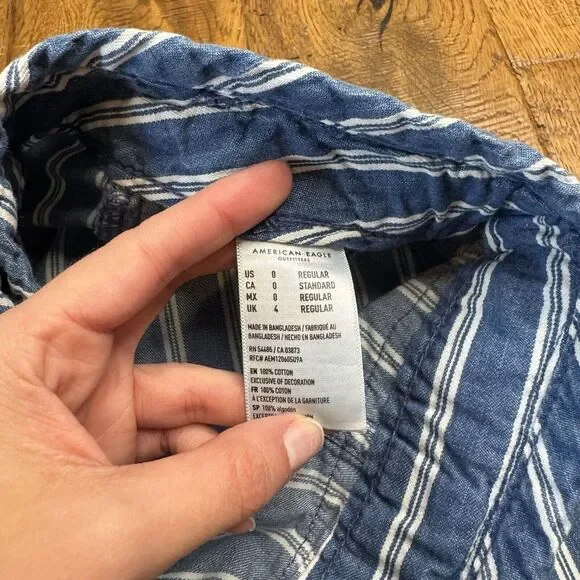 AMERICAN EAGLE
OUTFITTERS
US 0 REGULAR
CA 0 STANDARD
MX 0 REGULAR
UK 4 REGULAR
MADE IN BANGLADESH / FABRIQUÉ AU
BANGLADESH / HECHO EN BANGLADESH
RN 54485 / CA 03873
RFC# AEM120605U9A
EN 100% COTTON
EXCLUSIVE OF DECORATION
FR 100% COTON
À L'EXCEPTION DE LA GARNITURE
SP 100% algodón